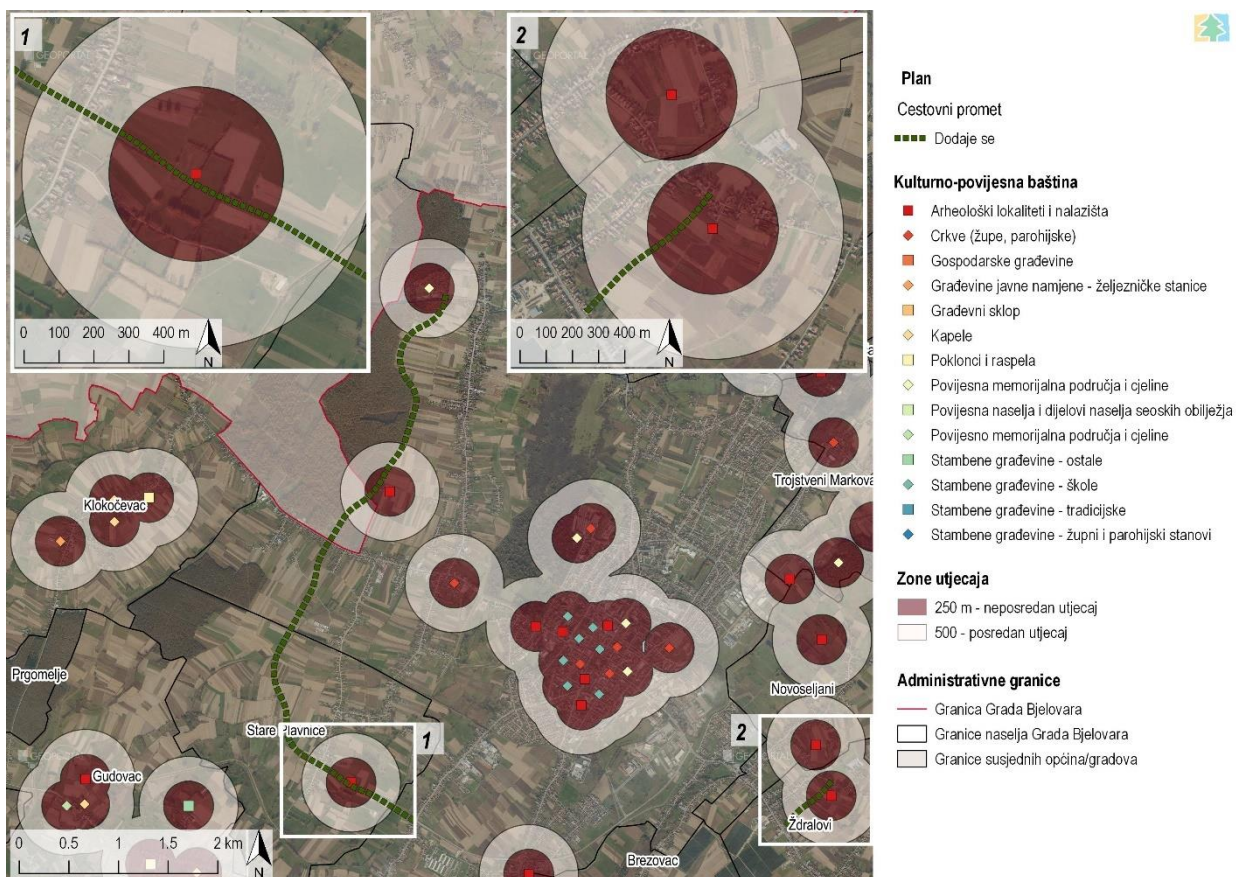 1
GEOPORTAL
0 100 200 300 400 m
N
2
GEOPORTAL
0 100 200 300 400 m
N
Klokočevac
Trojstveni Markova
Prgomelje
Novoseljani
Stare Plavnice
1
2
Gudovac
Ždralovi
Brezovac
0 0.5 1 2 km
N
Plan
Cestovni promet
Dodaje se
Kulturno-povijesna baština
Arheološki lokaliteti i nalazišta
Crkve (župe, parohijske)
Gospodarske građevine
Građevine javne namjene - željezničke stanice
Građevni sklop
Kapele
Poklonci i raspela
Povijesna memorijalna područja i cjeline
Povijesna naselja i dijelovi naselja seoskih obilježja
Povijesno memorijalna područja i cjeline
Stambene građevine - ostale
Stambene građevine - škole
Stambene građevine - tradicijske
Stambene građevine - župni i parohijski stanovi
Zone utjecaja
250 m - neposredan utjecaj
500 - posredan utjecaj
Administrativne granice
Granica Grada Bjelovara
Granice naselja Grada Bjelovara
Granice susjednih općina/gradova